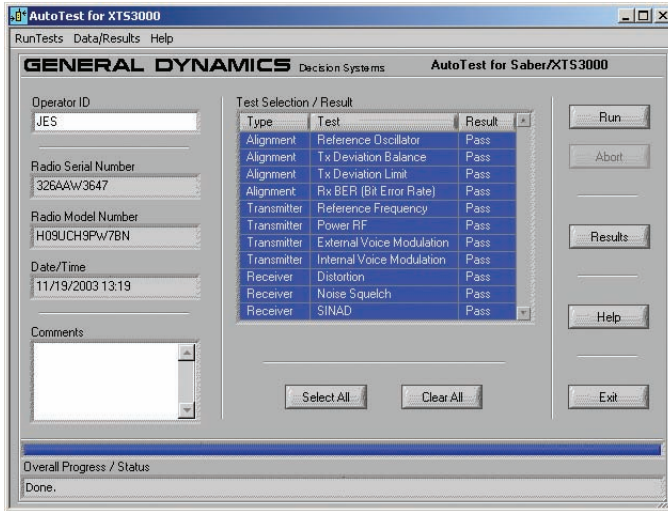 AutoTest for XTS3000
RunTests Data/Results Help
GENERAL DYNAMICS Decision Systems AutoTest for Saber/XTS3000
Operator ID
JES
Radio Serial Number
326AAW3647
Radio Model Number
H09UCH9PW7BN
Date/Time
11/19/2003 13:19
Comments
Test Selection / Result
Type Test Result
Alignment Reference Oscillator Pass
Alignment Tx Deviation Balance Pass
Alignment Tx Deviation Limit Pass
Alignment Rx BER (Bit Error Rate) Pass
Transmitter Reference Frequency Pass
Transmitter Power RF Pass
Transmitter External Voice Modulation Pass
Transmitter Internal Voice Modulation Pass
Receiver Distortion Pass
Receiver Noise Squelch Pass
Receiver SINAD Pass
Select All Clear All
Run
Abort
Results
Help
Exit
Overall Progress / Status
Done.